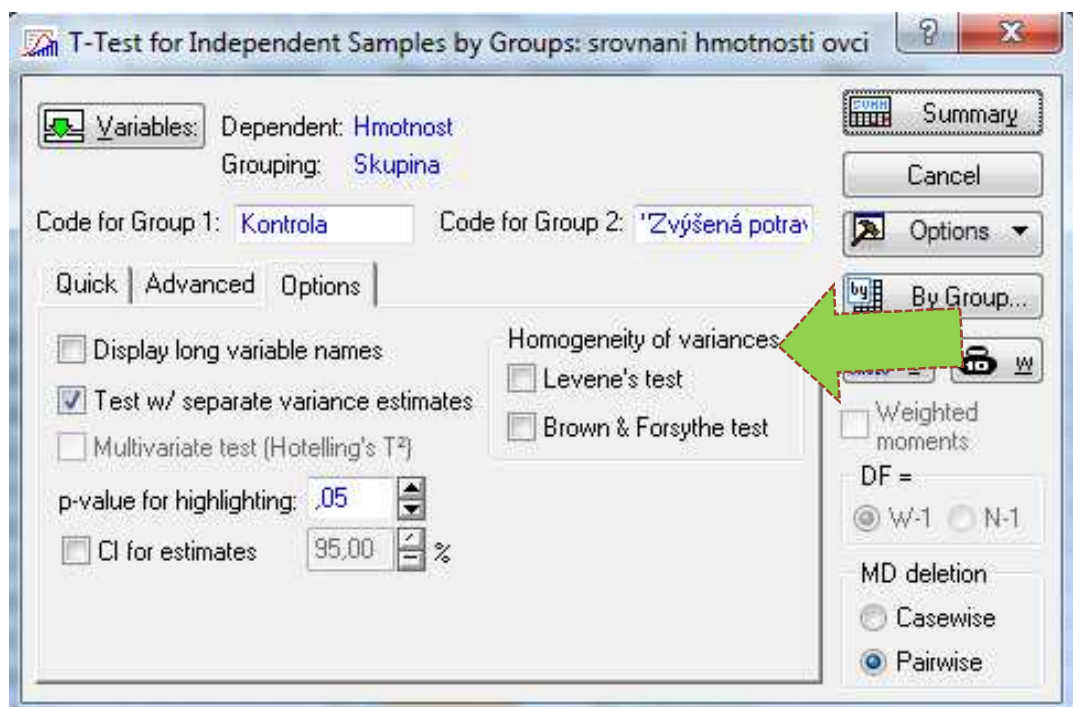 T-Test for Independent Samples by Groups: srovnani hmotnosti ovci
?
Variables:
Dependent: Hmotnost
Grouping: Skupina
Code for Group 1: Kontrola
Code for Group 2: "Zvýšená potrav
Quick
Advanced
Options
Display long variable names
Test w/ separate variance estimates
Multivariate test (Hotelling's T²)
p-value for highlighting: ,05
CI for estimates 95,00 %
Homogeneity of variances
Levene's test
Brown & Forsythe test
Summary
Cancel
Options
By Group...
W
Weighted
moments
DF =
W-1 N-1
MD deletion
Casewise
Pairwise